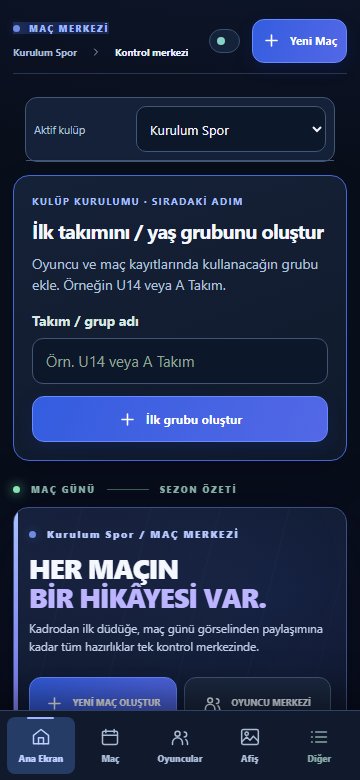 MAÇ MERKEZİ
Kurulum Spor > Kontrol merkezi
+ Yeni Maç
Aktif kulüp
Kurulum Spor
KULÜP KURULUMU · SIRADAKİ ADIM
İlk takımını / yaş grubunu oluştur
Oyuncu ve maç kayıtlarında kullanacağın grubu
ekle. Örneğin U14 veya A Takım.
Takım / grup adı
Örn. U14 veya A Takım
+ İlk grubu oluştur
MAÇ GÜNÜ
SEZON ÖZETİ
Kurulum Spor / MAÇ MERKEZİ
HER MAÇIN
BİR HİKÂYESİ VAR.
Kadrodan ilk düdüğe, maç günü görselinden paylaşımına
kadar tüm hazırlıklar tek kontrol merkezinde.
+ YENİ MAÇ OLUŞTUR
OYUNCU MERKEZİ
Ana Ekran
Maç
Oyuncular
Afiş
Diğer